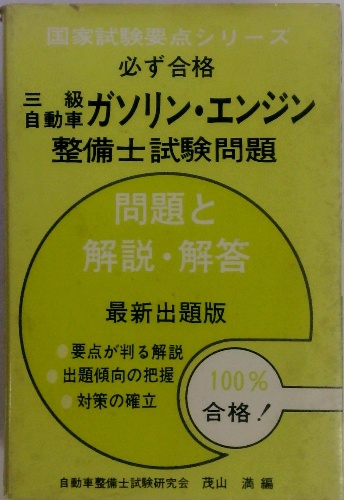 国家試験要点シリーズ
必ず合格
三級自動車ガソリン・エンジン
整備士試験問題
問題と
解説・解答
最新出題版
・要点が判る解説
・出題傾向の把握
・対策の確立
100%
合格!
自動車整備士試験研究会 茂山 満 編